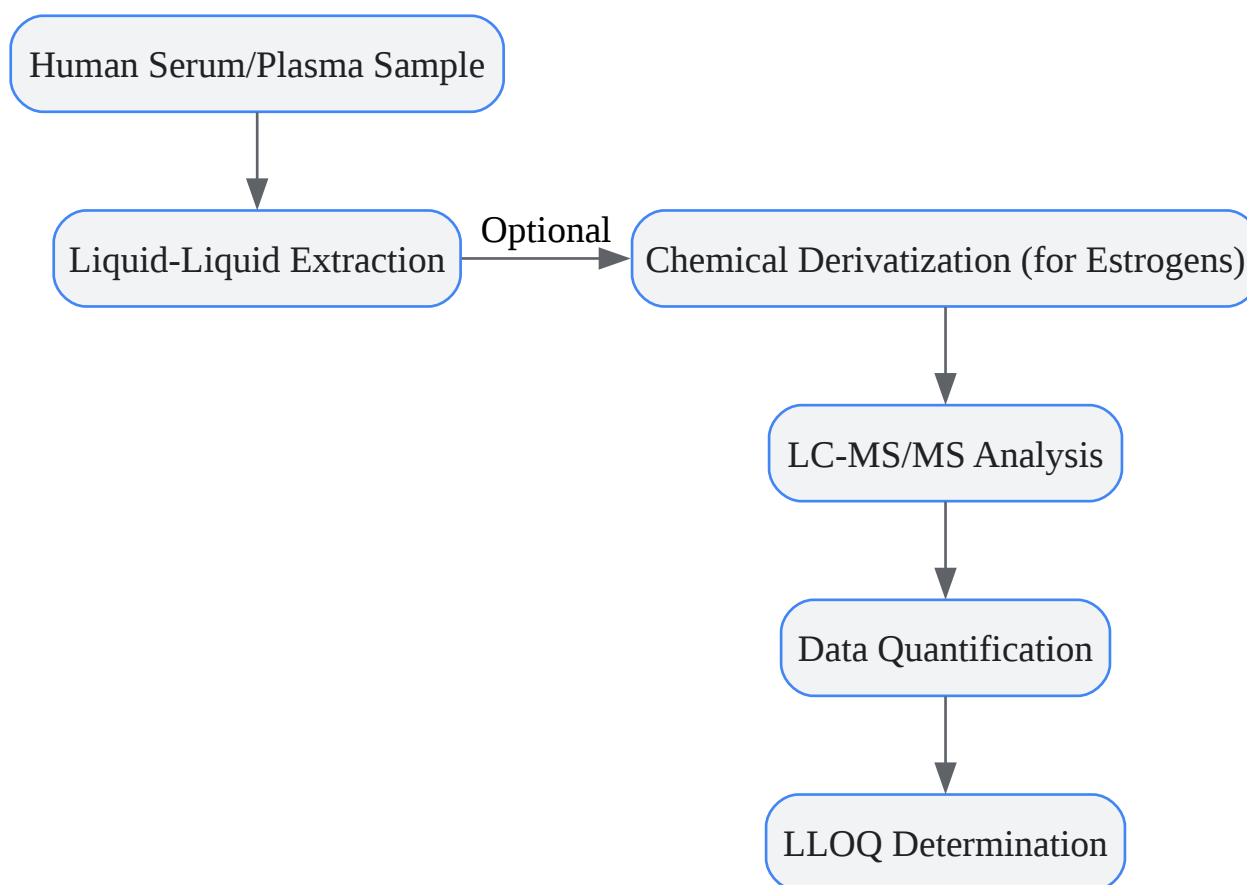 Human Serum/Plasma Sample
Liquid-Liquid Extraction
Optional
Chemical Derivatization (for Estrogens)
LC-MS/MS Analysis
Data Quantification
LLOQ Determination